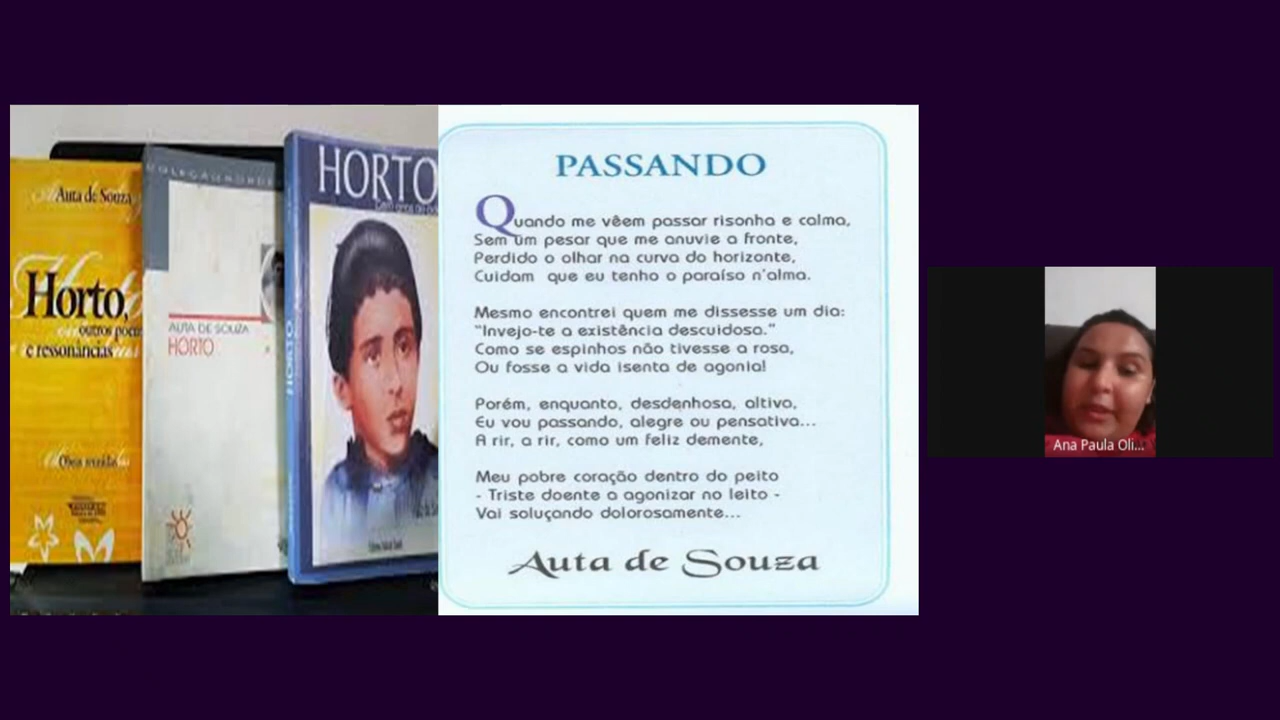 Auta de Souza
Horto,
outros poem
e ressonâncias
Obras reunidas
AUTA DE SOUZA
HORTO
HORTO
HORTO
PASSANDO
Quando me vêem passar risonha e calma,
Sem um pesar que me anuvie a fronte,
Perdido o olhar na curva do horizonte,
Cuidam que eu tenho o paraíso n'alma.
Mesmo encontrei quem me dissesse um dia:
"Invejo-te a existência descuidosa."
Como se espinhos não tivesse a rosa,
Ou fosse a vida isenta de agonia!
Porém, enquanto, desdenhosa, altiva,
Eu vou passando, alegre ou pensativa...
A rir, a rir, como um feliz demente,
Meu pobre coração dentro do peito
- Triste doente a agonizar no leito -
Vai soluçando dolorosamente...
Auta de Souza
Ana Paula Oli...